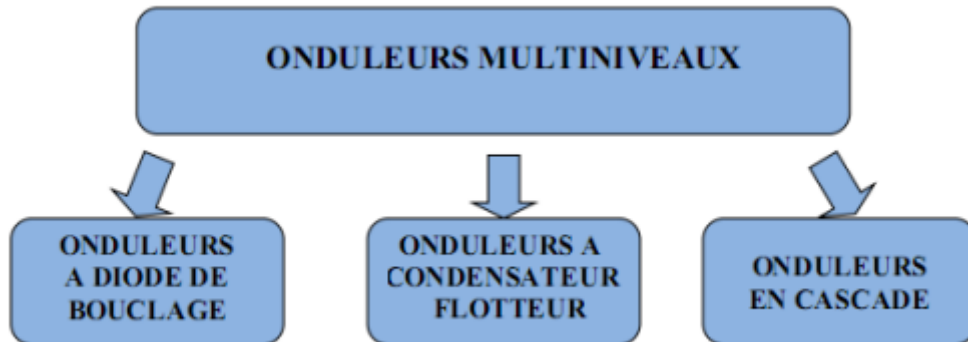 ONDULEURS MULTINIVEAUX
ONDULEURS
A DIODE DE
BOUCLAGE
ONDULEURS A
CONDENSATEUR
FLOTTEUR
ONDULEURS
EN CASCADE